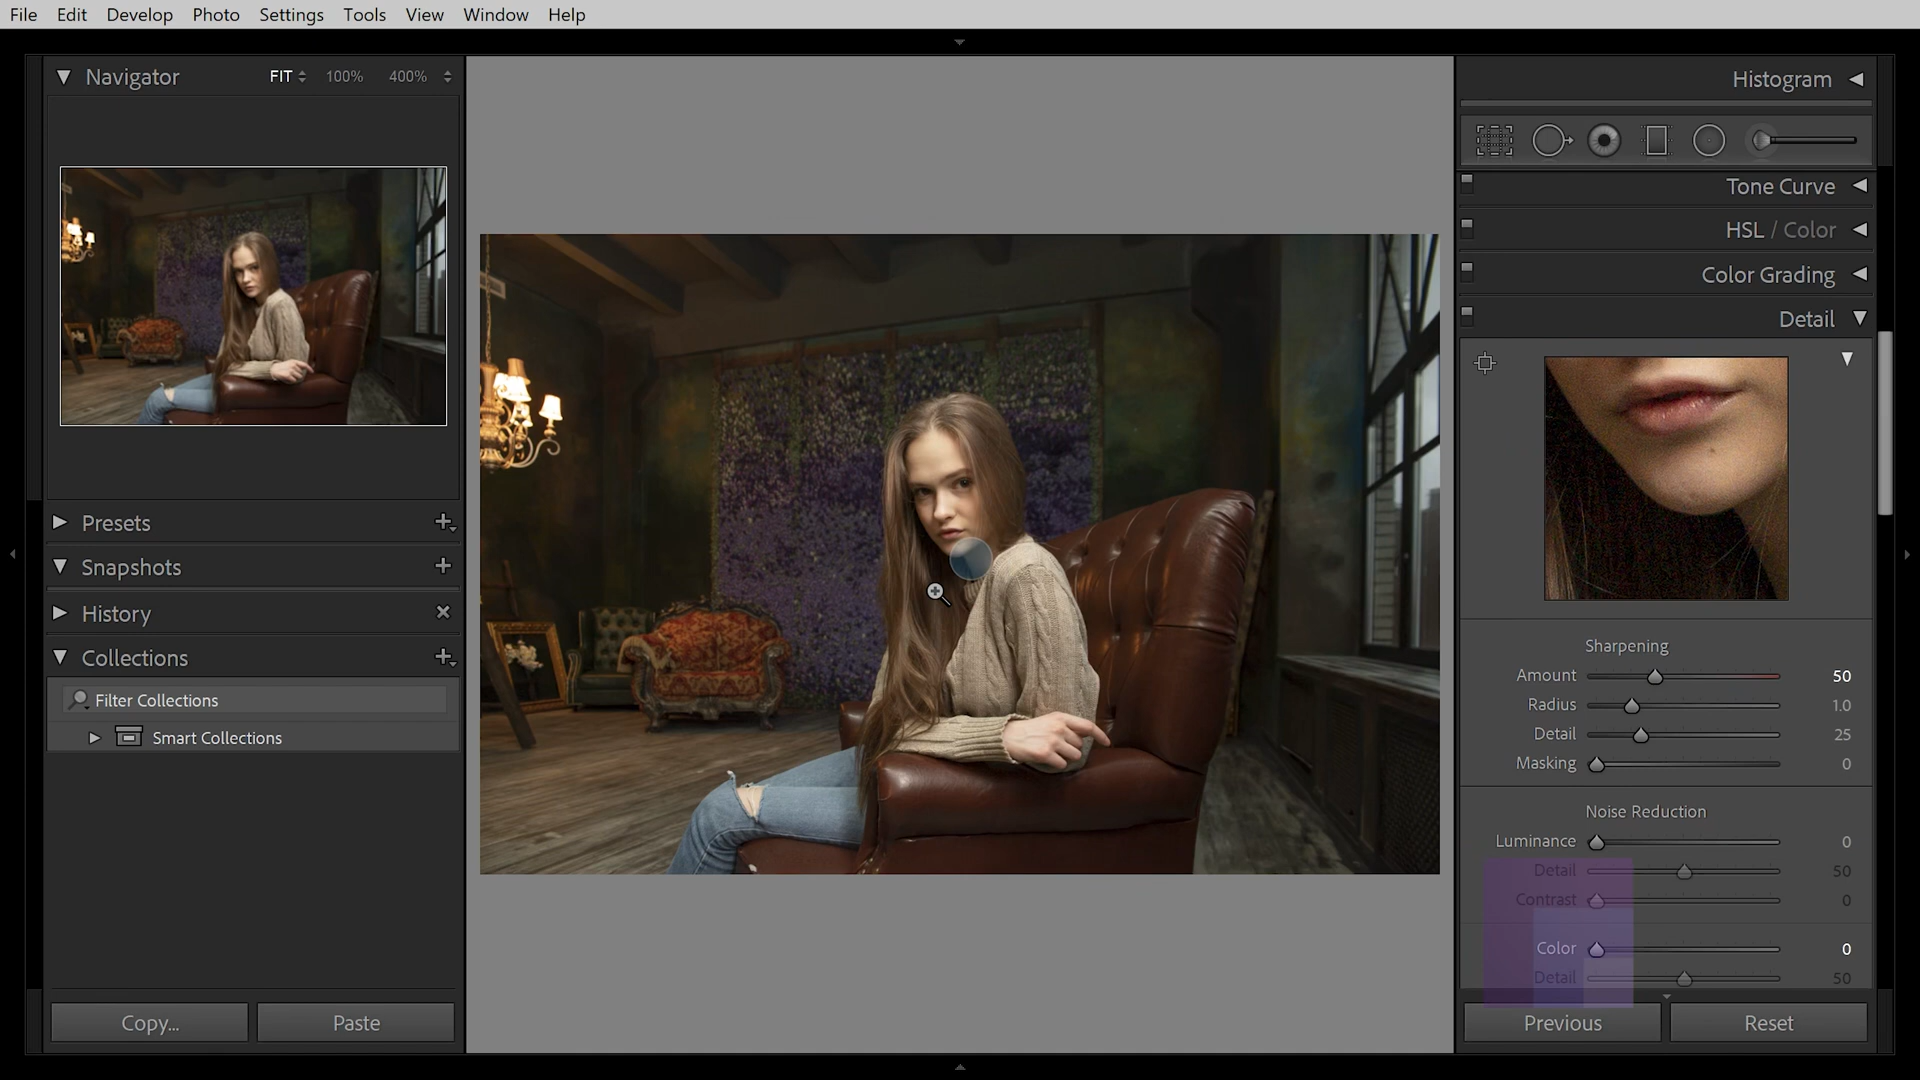 File Edit Develop Photo Settings Tools View Window Help
Navigator FIT 100% 400%
Presets
Snapshots
History
Collections
Filter Collections
Smart Collections
Copy... Paste
Histogram
Tone Curve
HSL / Color
Color Grading
Detail
Sharpening
Amount 50
Radius 1.0
Detail 25
Masking 0
Noise Reduction
Luminance 0
Detail 50
Contrast 0
Color 0
Detail 50
Previous Reset